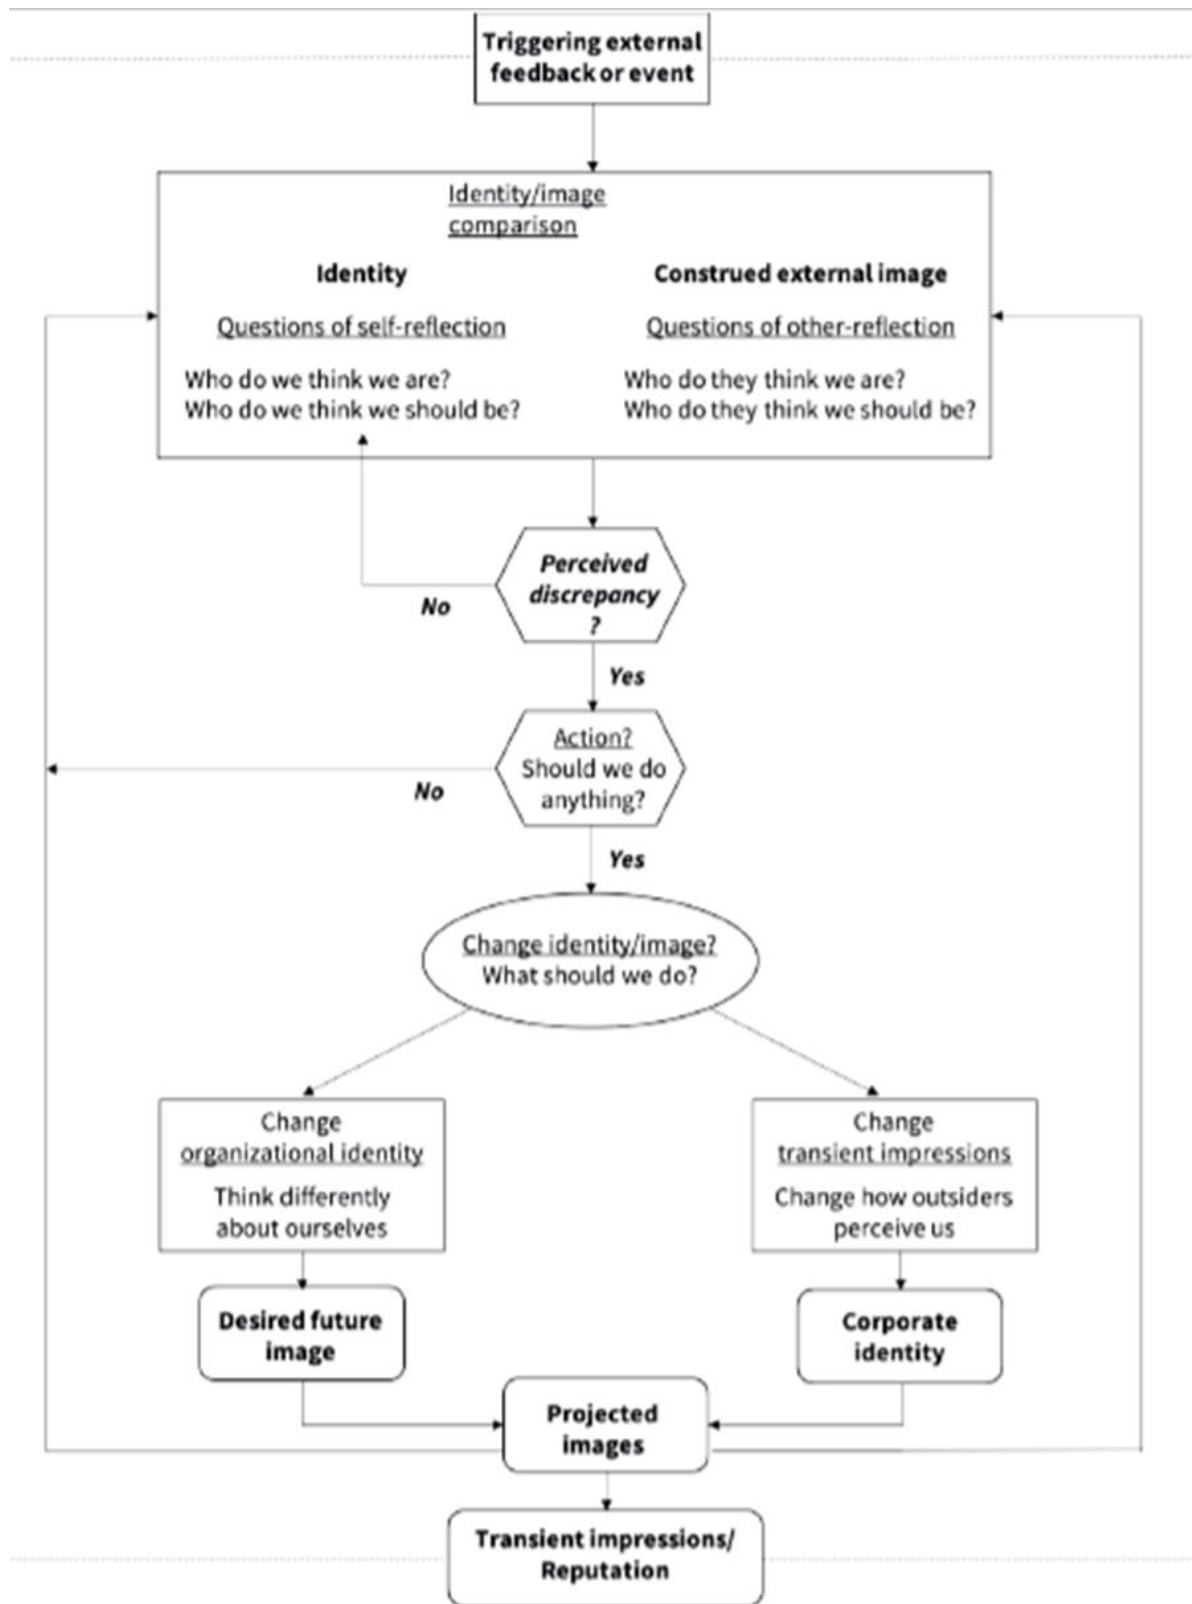 Triggering external
feedback or event
Identity/image
comparison
Identity
Construed external image
Questions of self-reflection
Questions of other-reflection
Who do we think we are?
Who do we think we should be?
Who do they think we are?
Who do they think we should be?
Perceived
discrepancy
?
No
Yes
Action?
Should we do
anything?
No
Yes
Change identity/image?
What should we do?
Change
organizational identity
Think differently
about ourselves
Change
transient impressions
Change how outsiders
perceive us
Desired future
image
Corporate
identity
Projected
images
Transient impressions/
Reputation